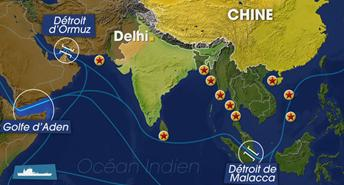 Détroit
d'Ormuz
Delhi
CHINE
Golfe d'Aden
Océan Indien
Détroit de
Malacca